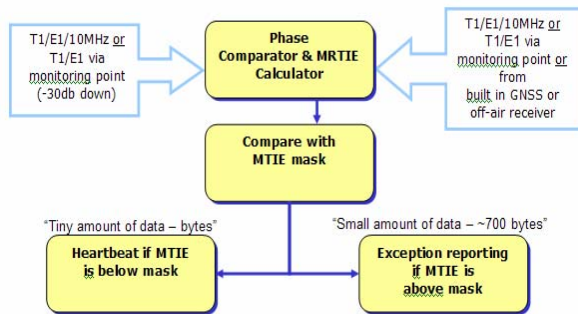 T1/E1/10MHz or
T1/E1 via
monitoring point
(-30db down)
Phase
Comparator & MRTIE
Calculator
T1/E1/10MHz or
T1/E1 via
monitoring point or
from
built in GNSS or
off-air receiver
Compare with
MTIE mask
"Tiny amount of data – bytes"
"Small amount of data – ~700 bytes"
Heartbeat if MTIE
is below mask
Exception reporting
if MTIE is
above mask